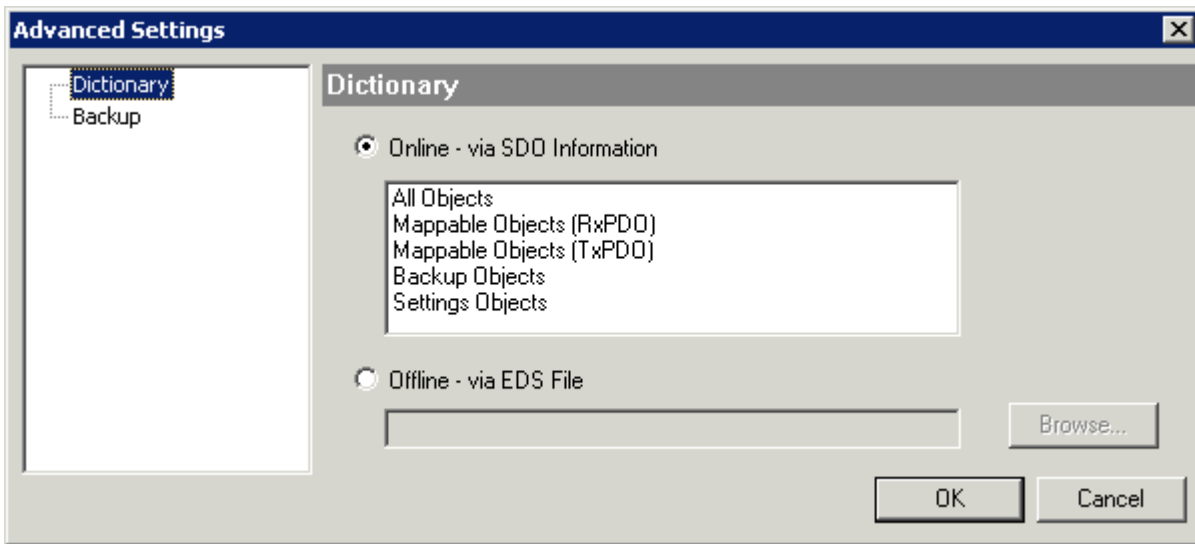 Advanced Settings
Dictionary
Backup
Dictionary
Online - via SDO Information
All Objects
Mappable Objects (RxPDO)
Mappable Objects (TxPDO)
Backup Objects
Settings Objects
Offline - via EDS File
Browse...
OK
Cancel